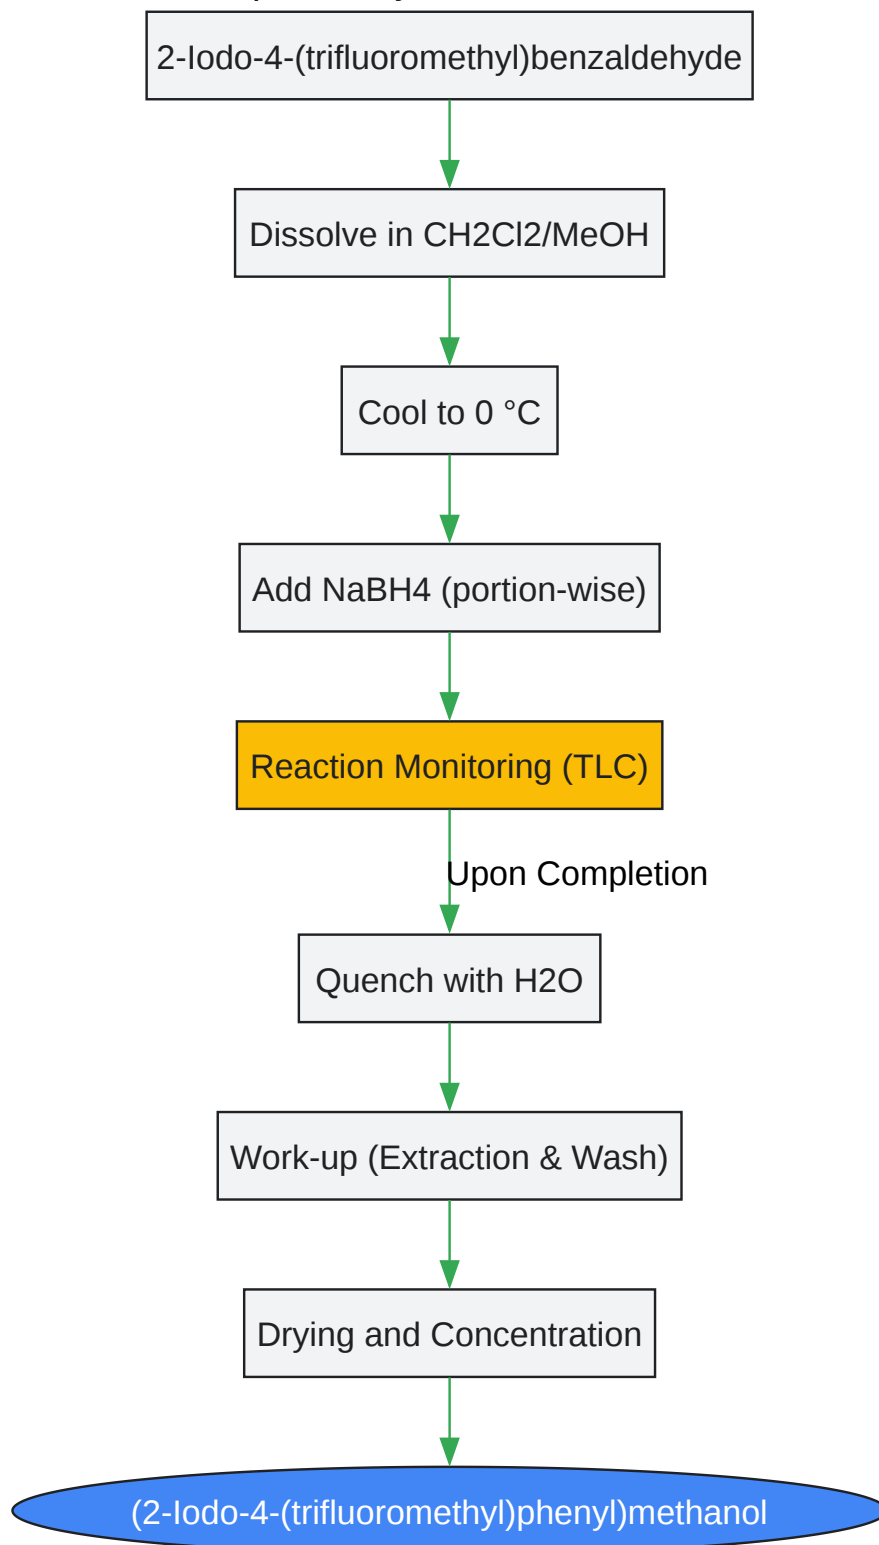 2-Iodo-4-(trifluoromethyl)benzaldehyde
Dissolve in CH2Cl2/MeOH
Cool to 0 °C
Add NaBH4 (portion-wise)
Reaction Monitoring (TLC)
Upon Completion
Quench with H2O
Work-up (Extraction & Wash)
Drying and Concentration
(2-Iodo-4-(trifluoromethyl)phenyl)methanol